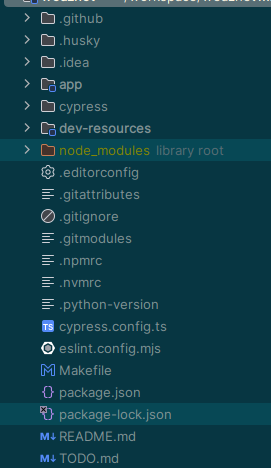 .github
.husky
.idea
app
cypress
dev-resources
node_modules library root
.editorconfig
.gitattributes
.gitignore
.gitmodules
.npmrc
.nvmrc
.python-version
TS cypress.config.ts
eslint.config.mjs
M Makefile
{} package.json
package-lock.json
M↓ README.md
M↓ TODO.md